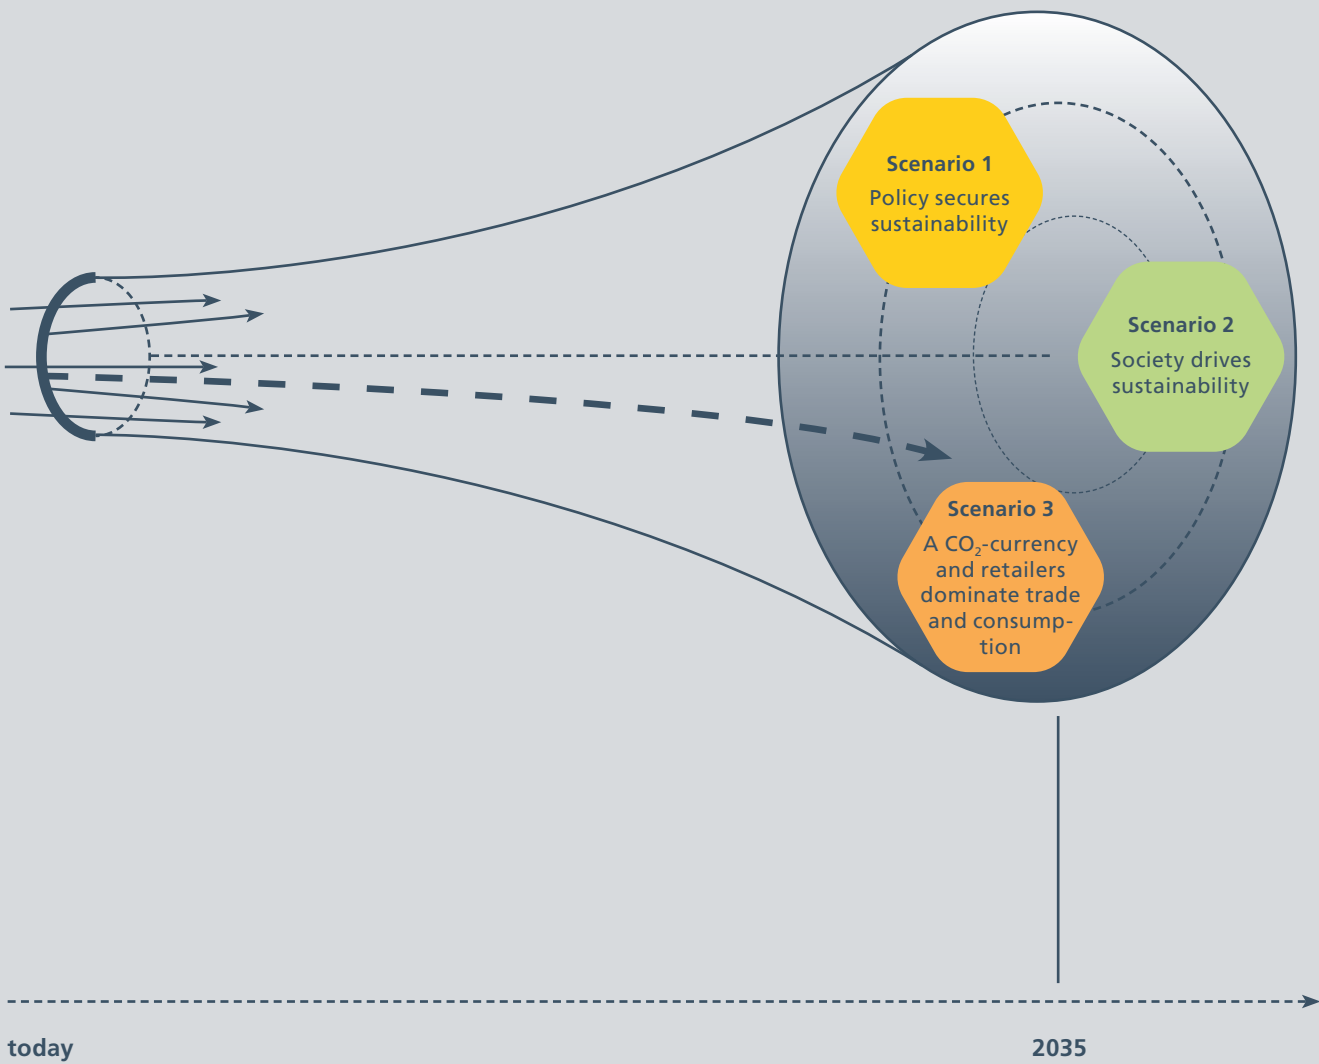 Scenario 1
Policy secures
sustainability
Scenario 2
Society drives
sustainability
Scenario 3
A CO₂-currency
and retailers
dominate trade
and consump-
tion
today
2035